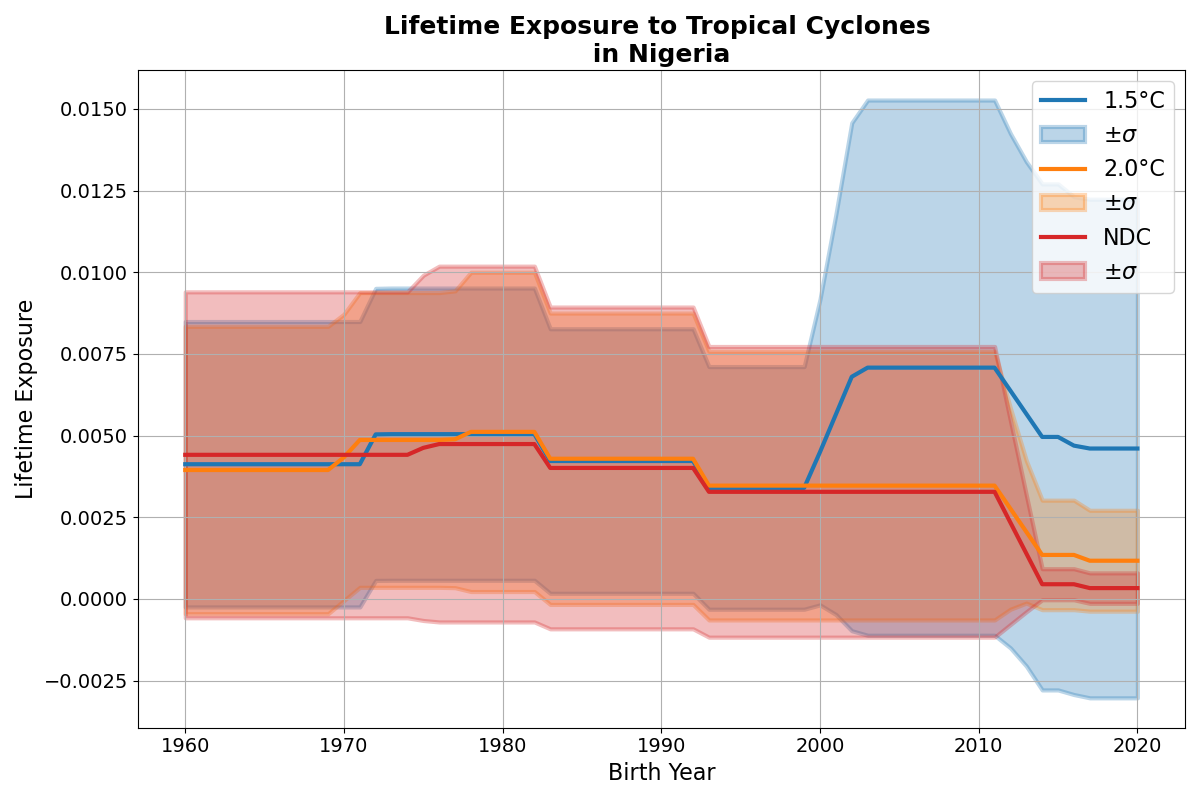 Lifetime Exposure to Tropical Cyclones
in Nigeria
0.0150
0.0125
0.0100
0.0075
0.0050
0.0025
0.0000
−0.0025
Lifetime Exposure
1960
1970
1980
1990
2000
2010
2020
Birth Year
1.5°C
±σ
2.0°C
±σ
NDC
±σ